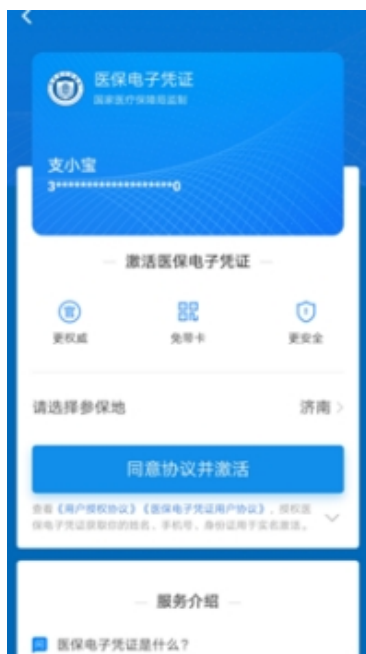 医保电子凭证
国家医疗保障局监制
支小宝
3*******************0
激活医保电子凭证
更权威
免带卡
更安全
请选择参保地 济南
同意协议并激活
查看《用户授权协议》《医保电子凭证用户协议》，授权医
保电子凭证获取你的姓名、手机号、身份证用于实名激活。
服务介绍
问 医保电子凭证是什么?